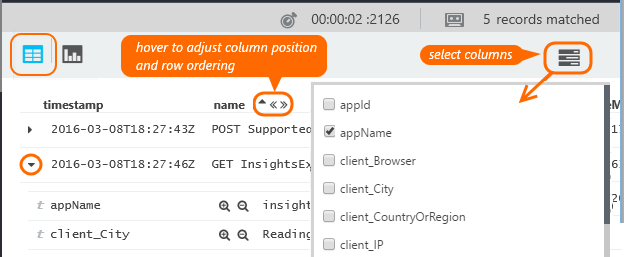 00:00:02 :2126
5 records matched
hover to adjust column position
and row ordering
select columns
timestamp name
2016-03-08T18:27:43Z POST Supported
2016-03-08T18:27:46Z GET InsightsEx
t appName insight
t client_City Reading
appId
appName
client_Browser
client_City
client_CountryOrRegion
client_IP